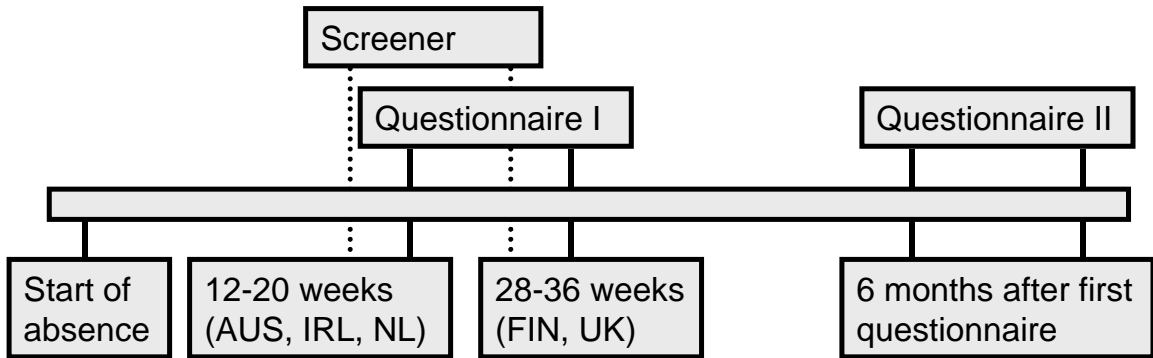 Screener
Questionnaire I
Questionnaire II
Start of
absence
12-20 weeks
(AUS, IRL, NL)
28-36 weeks
(FIN, UK)
6 months after first
questionnaire